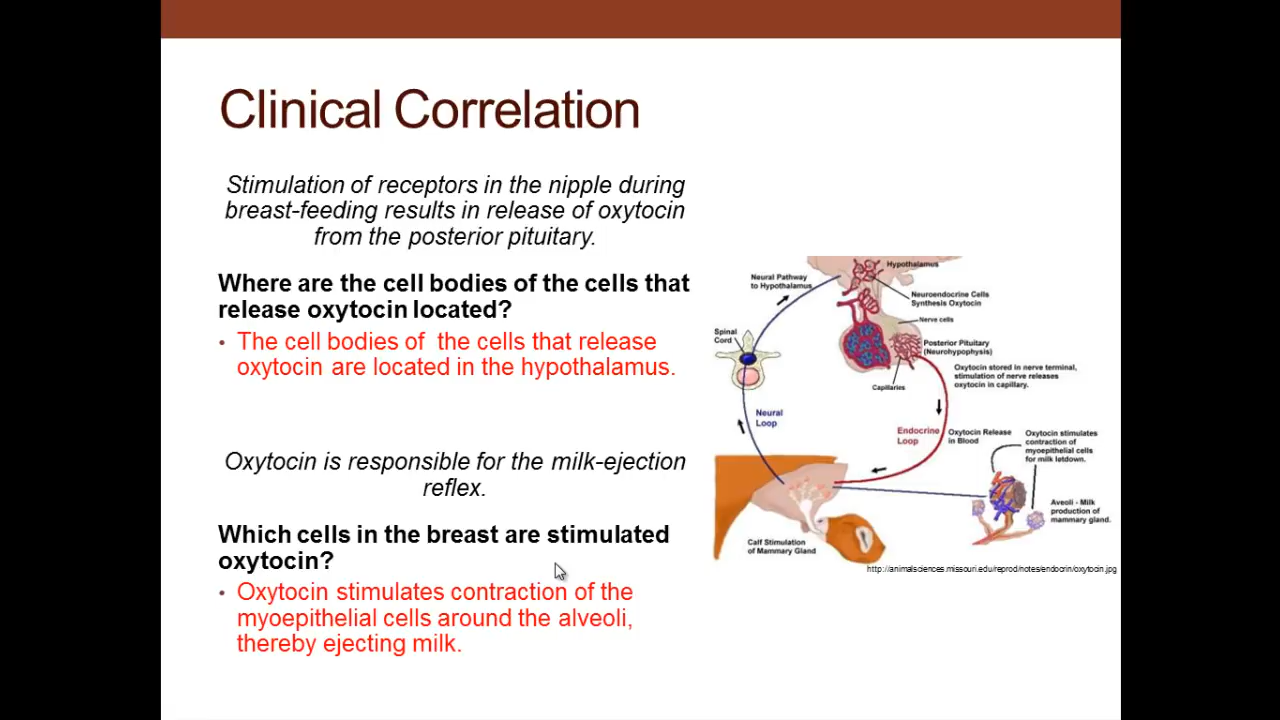 Clinical Correlation
Stimulation of receptors in the nipple during
breast-feeding results in release of oxytocin
from the posterior pituitary.
Where are the cell bodies of the cells that
release oxytocin located?
• The cell bodies of the cells that release
oxytocin are located in the hypothalamus.
Oxytocin is responsible for the milk-ejection
reflex.
Which cells in the breast are stimulated
oxytocin?
• Oxytocin stimulates contraction of the
myoepithelial cells around the alveoli,
thereby ejecting milk.
Hypothalamus
Neural Pathway
to Hypothalamus
Neuroendocrine Cells
Synthesis Oxytocin
Nerve cells
Spinal
Cord
Posterior Pituitary
(Neurohypophysis)
Oxytocin stored in nerve terminal,
stimulation of nerve releases
oxytocin in capillary.
Capillaries
Neural
Loop
Endocrine
Loop
Oxytocin Release
in Blood
Oxytocin stimulates
contraction of
myoepithelial cells
for milk letdown.
Aveoli - Milk
production of
mammary gland.
Calf Stimulation
of Mammary Gland
http://animalsciences.missouri.edu/reprod/notes/endocrin/oxytocin.jpg